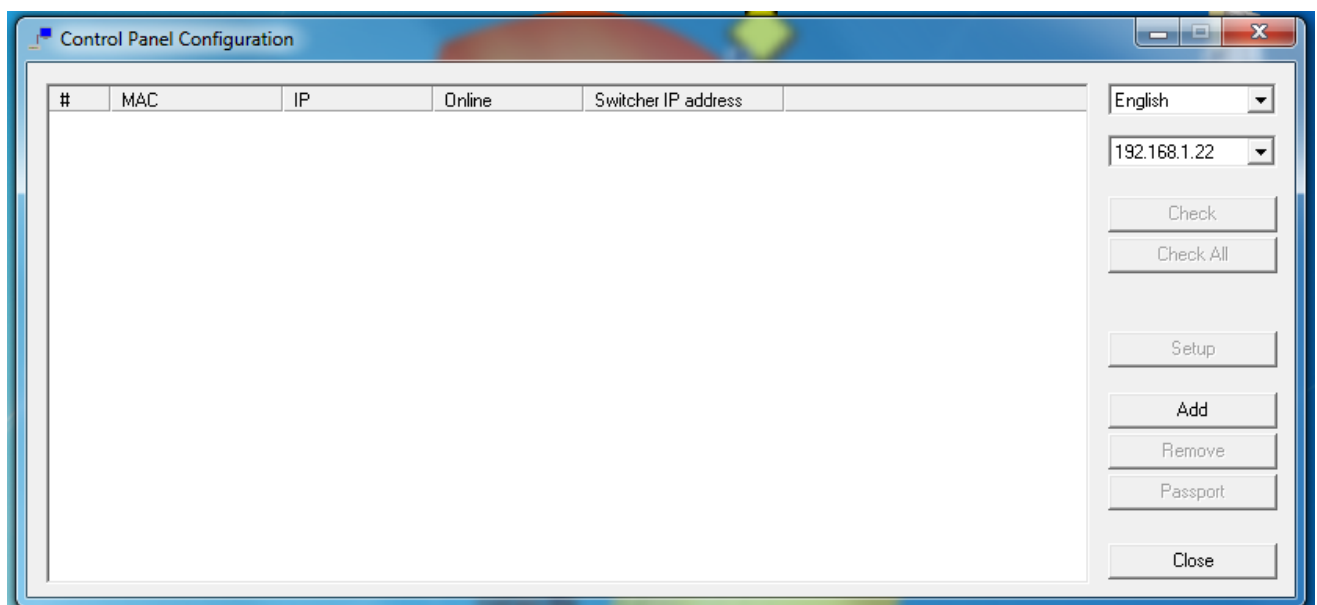 Control Panel Configuration
# MAC IP Online Switcher IP address
English
192.168.1.22
Check
Check All
Setup
Add
Remove
Passport
Close